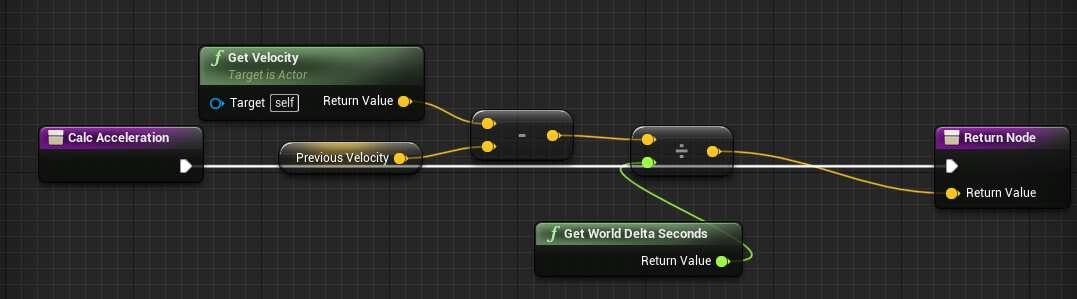 Get Velocity
Target is Actor
Target self Return Value
Calc Acceleration
Previous Velocity
-
÷
Return Node
Return Value
Get World Delta Seconds
Return Value